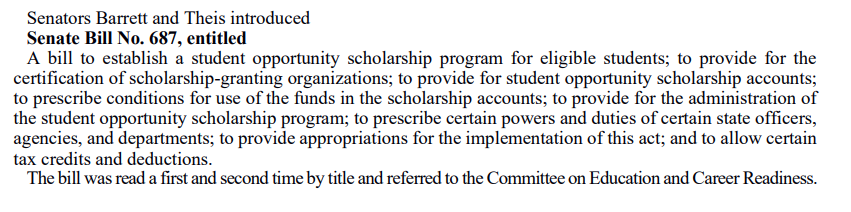 Senators Barrett and Theis introduced
Senate Bill No. 687, entitled
A bill to establish a student opportunity scholarship program for eligible students; to provide for the
certification of scholarship-granting organizations; to provide for student opportunity scholarship accounts;
to prescribe conditions for use of the funds in the scholarship accounts; to provide for the administration of
the student opportunity scholarship program; to prescribe certain powers and duties of certain state officers,
agencies, and departments; to provide appropriations for the implementation of this act; and to allow certain
tax credits and deductions.
The bill was read a first and second time by title and referred to the Committee on Education and Career Readiness.